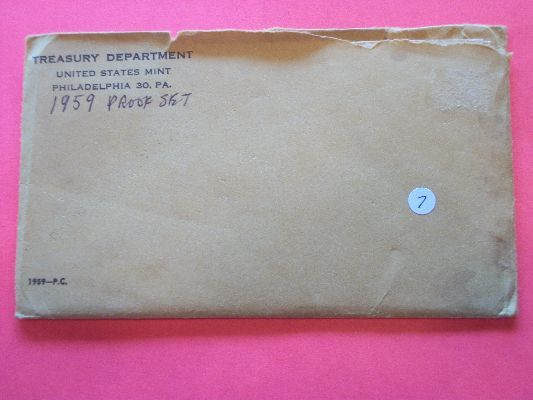 TREASURY DEPARTMENT
UNITED STATES MINT
PHILADELPHIA 30, PA.
1959 PROOF SET
7
1959—P.C.